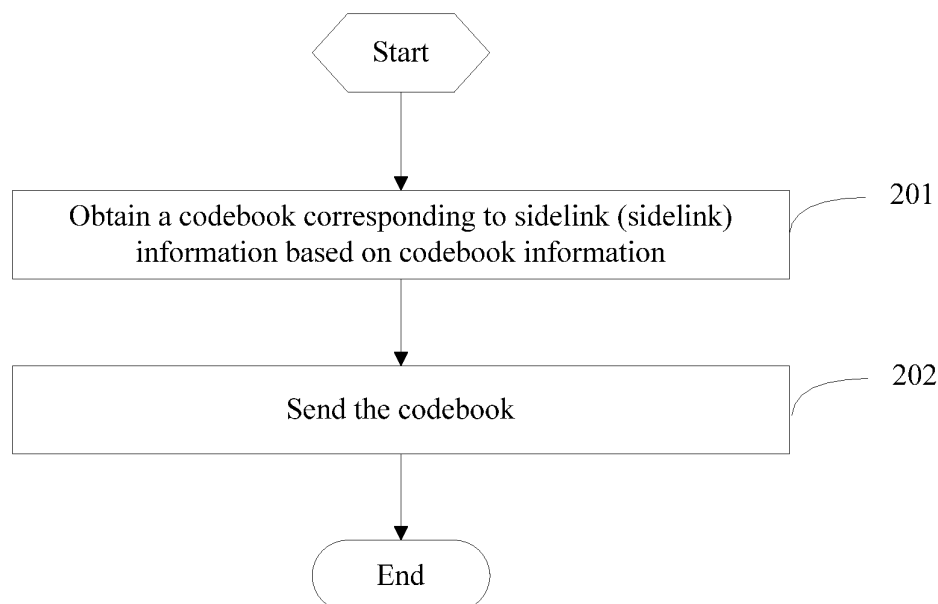 Start
Obtain a codebook corresponding to sidelink (sidelink)
information based on codebook information
201
Send the codebook
202
End